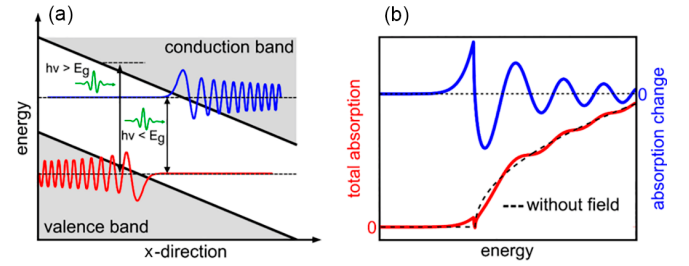 (a)
conduction band
hν > Eg
hν < Eg
energy
valence band
x-direction
(b)
total absorption
0
0
absorption change
without field
energy